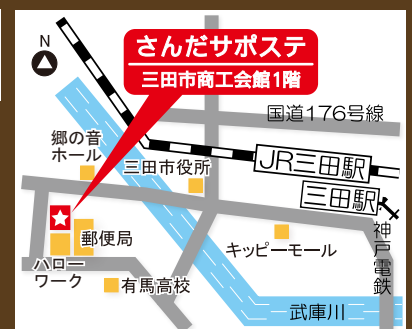 N
さんだサポステ
三田市商工会館1階
国道176号線
郷の音
ホール
三田市役所
JR三田駅
三田駅
神戸電鉄
郵便局
キッピーモール
ハロー
ワーク
有馬高校
武庫川